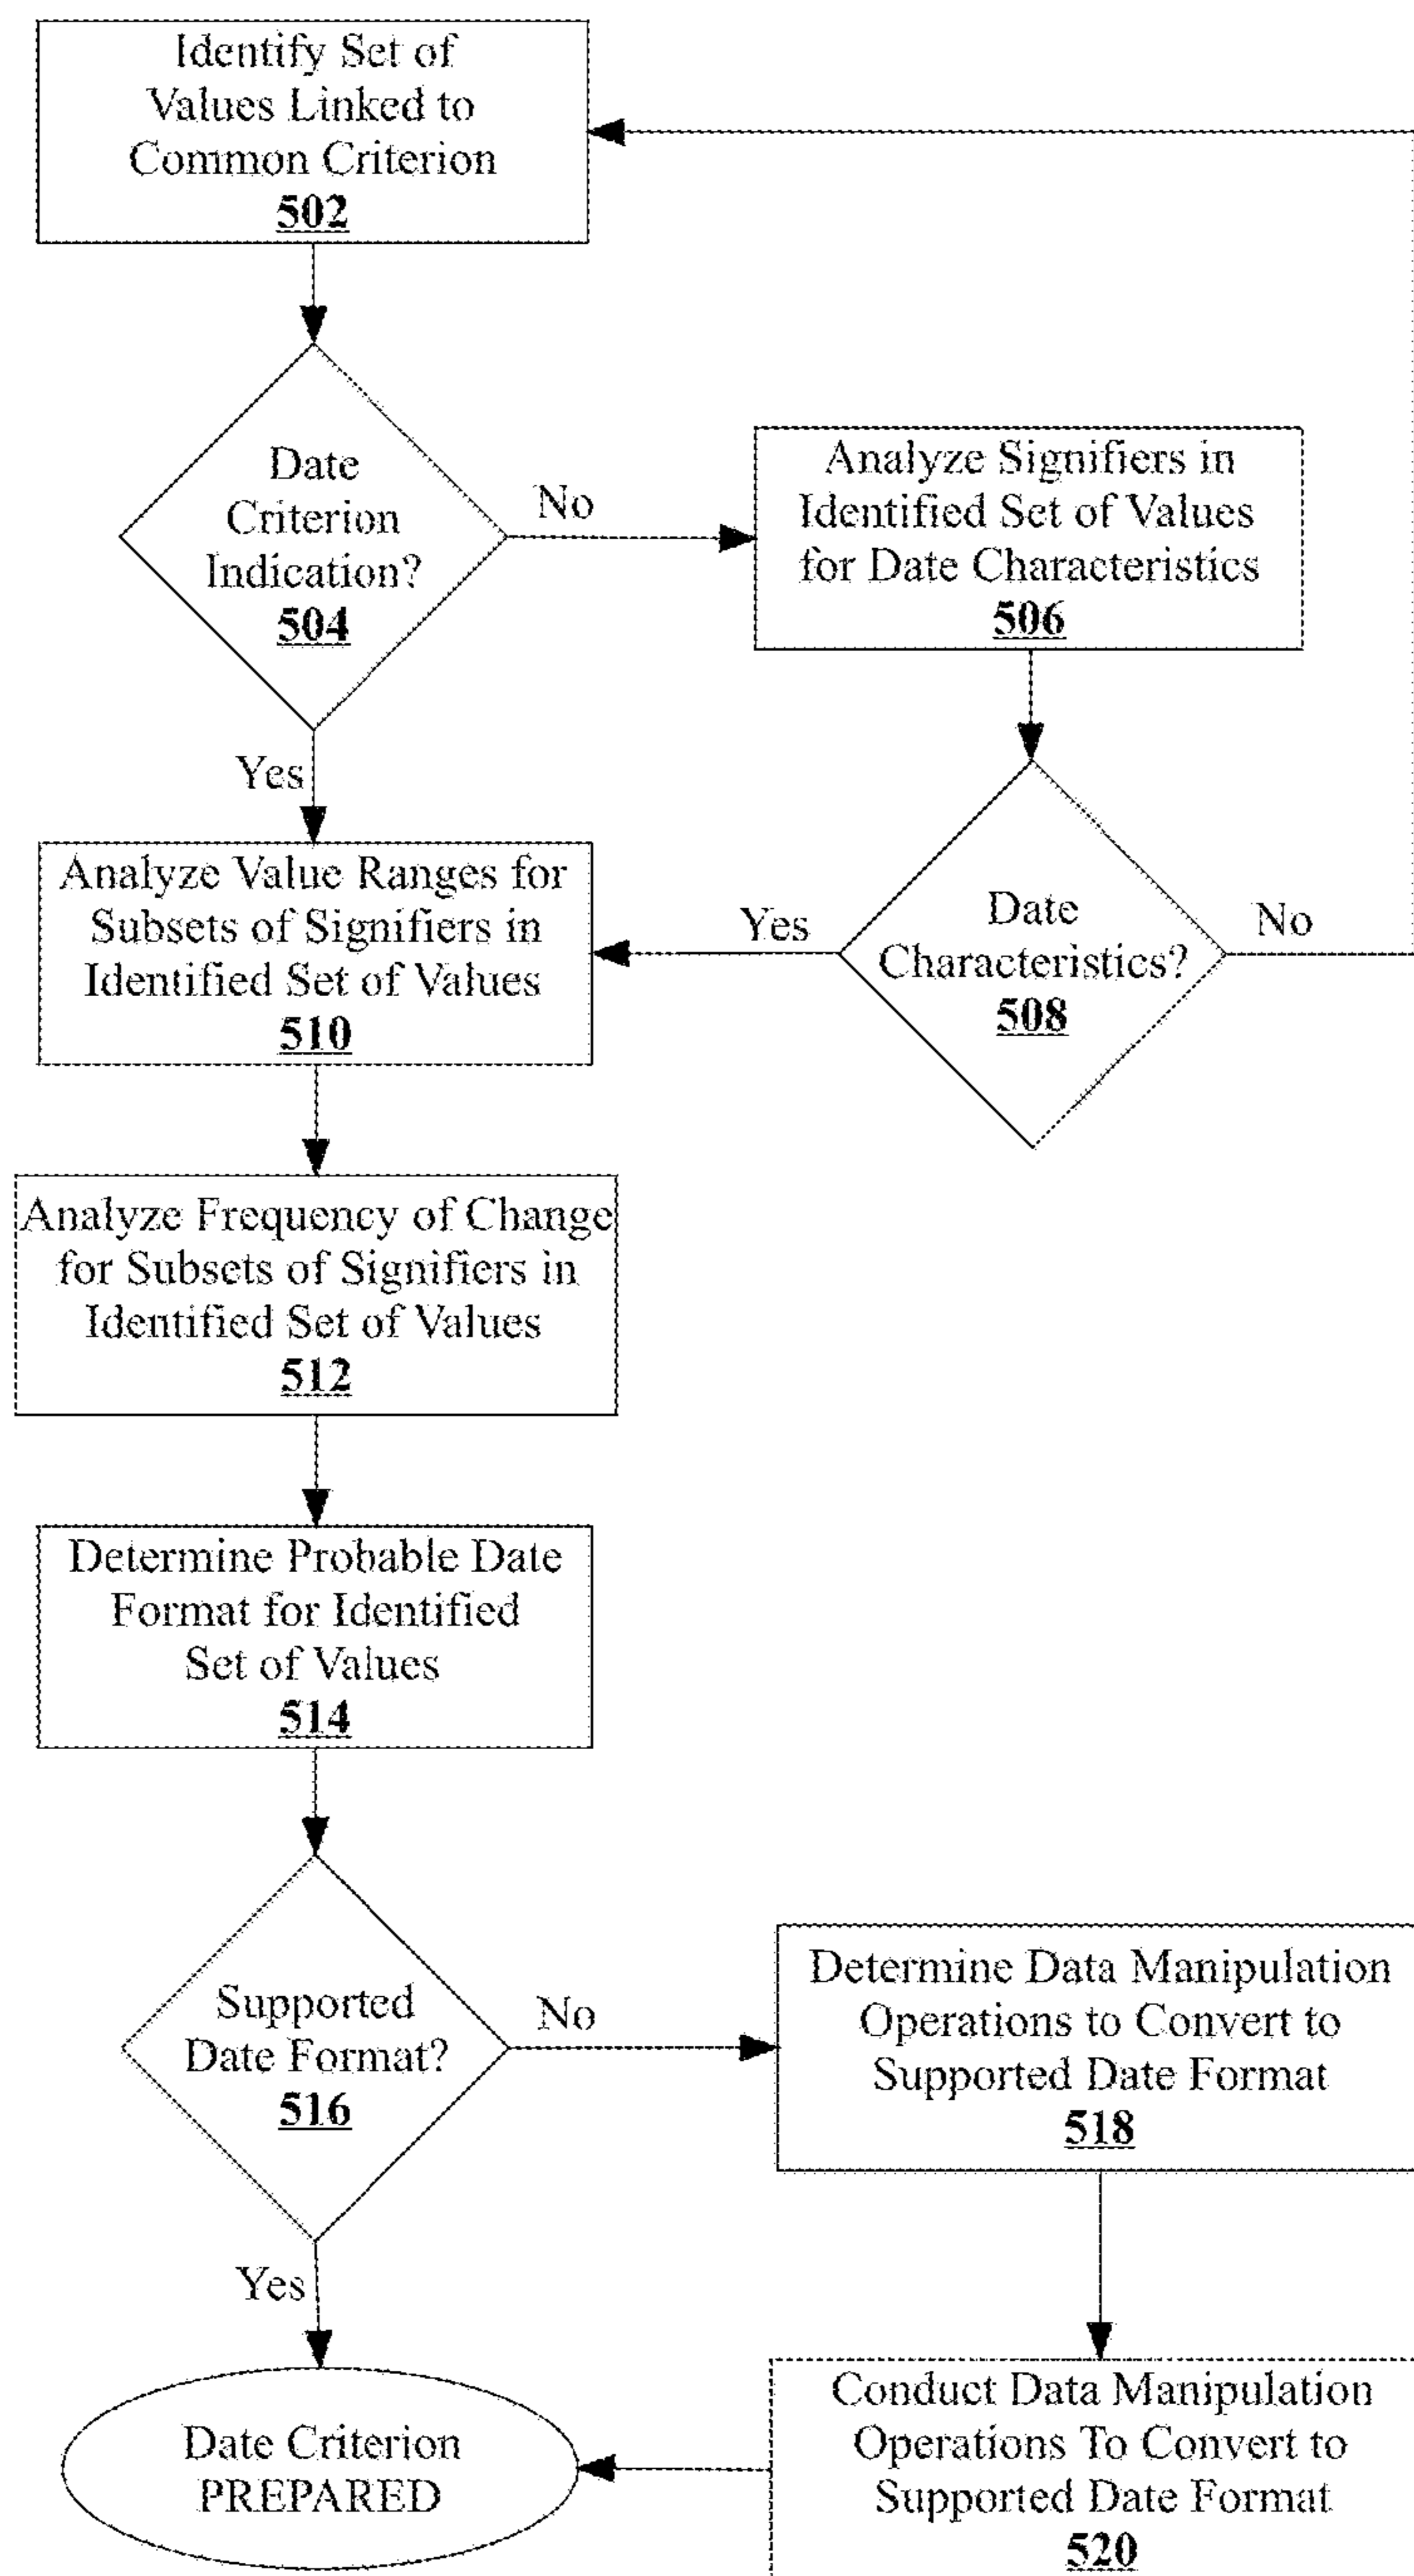 Identify Set of
Values Linked to
Common Criterion
502
Date
Criterion
Indication?
504
No
Analyze Signifiers in
Identified Set of Values
for Date Characteristics
506
Yes
Date
Characteristics?
508
Yes
No
Analyze Value Ranges for
Subsets of Signifiers in
Identified Set of Values
510
Analyze Frequency of Change
for Subsets of Signifiers in
Identified Set of Values
512
Determine Probable Date
Format for Identified
Set of Values
514
Supported
Date Format?
516
No
Determine Data Manipulation
Operations to Convert to
Supported Date Format
518
Yes
Conduct Data Manipulation
Operations To Convert to
Supported Date Format
520
Date Criterion
PREPARED